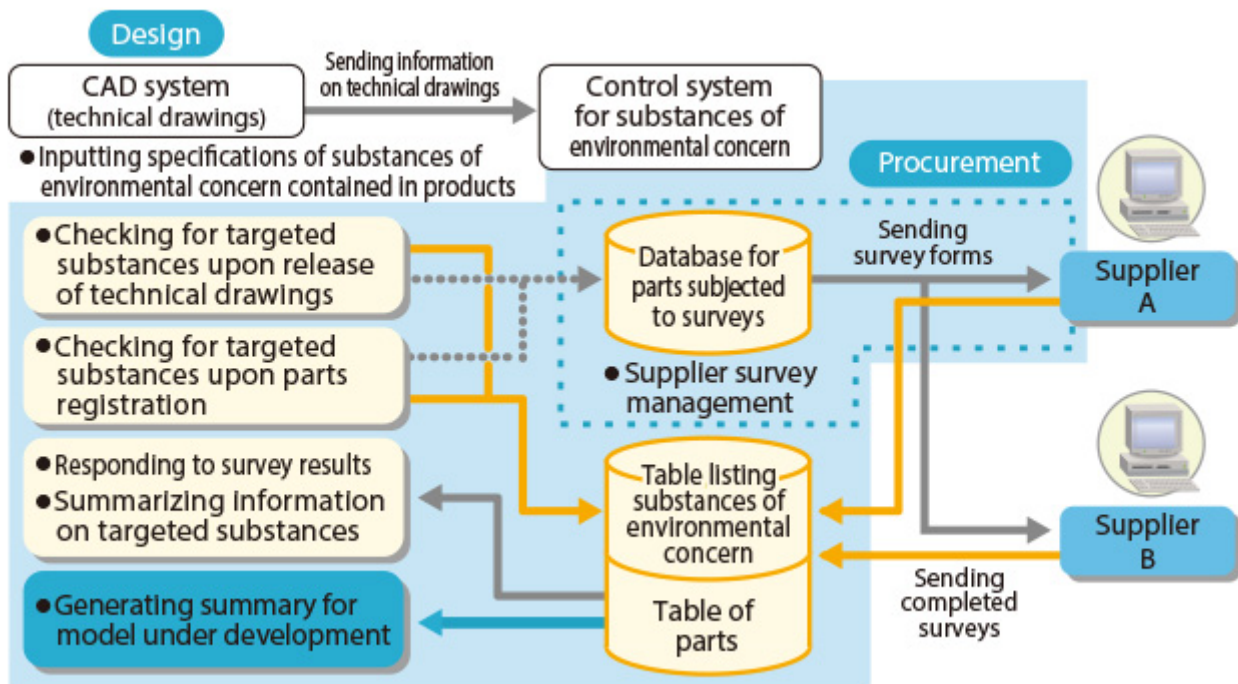 Design
CAD system
(technical drawings)
Sending information
on technical drawings
Control system
for substances of
environmental concern
● Inputting specifications of substances of
environmental concern contained in products
Procurement
● Checking for targeted
substances upon release
of technical drawings
● Checking for targeted
substances upon parts
registration
Database for
parts subjected
to surveys
Sending
survey forms
Supplier
A
● Supplier survey
management
● Responding to survey results
● Summarizing information
on targeted substances
Table listing
substances of
environmental
concern
Supplier
B
● Generating summary for
model under development
Table of
parts
Sending
completed
surveys